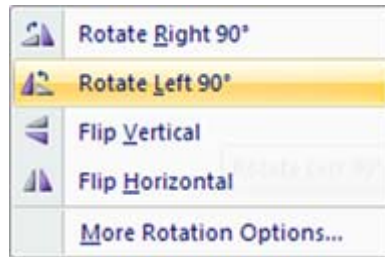 Rotate Right 90°
Rotate Left 90°
Flip Vertical
Flip Horizontal
More Rotation Options...